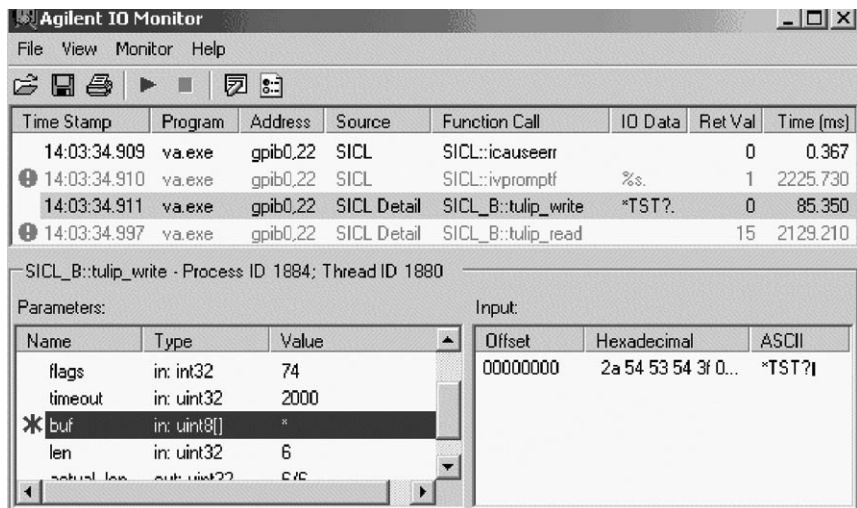 Agilent IO Monitor
File View Monitor Help
Time Stamp Program Address Source Function Call IO Data Ret Val Time (ms)
14:03:34.909 va.exe gpib0,22 SICL SICL::icauseerr 0 0.367
14:03:34.910 va.exe gpib0,22 SICL SICL::ivpromptf %s. 1 2225.730
14:03:34.911 va.exe gpib0,22 SICL Detail SICL_B::tulip_write *TST?. 0 85.350
14:03:34.997 va.exe gpib0,22 SICL Detail SICL_B::tulip_read 15 2129.210
SICL_B::tulip_write - Process ID 1884; Thread ID 1880
Parameters: Input:
Name Type Value Offset Hexadecimal ASCII
flags in: int32 74 00000000 2a 54 53 54 3f 0... *TST?
timeout in: uint32 2000
buf in: uint8[] *
len in: uint32 6